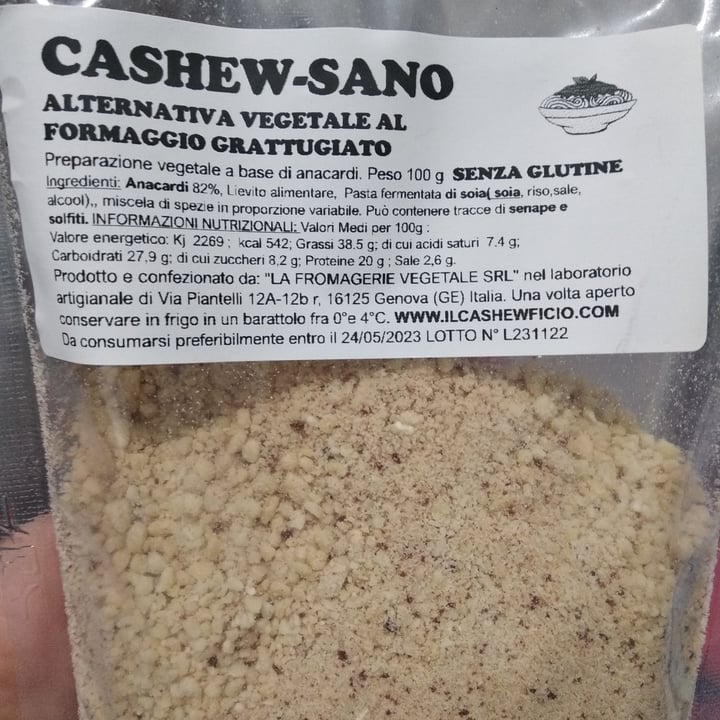 CASHEW-SANO
ALTERNATIVA VEGETALE AL
FORMAGGIO GRATTUGIATO
Preparazione vegetale a base di anacardi. Peso 100 g SENZA GLUTINE
Ingredienti: Anacardi 82%, Lievito alimentare, Pasta fermentata di soia( soia, riso,sale,
alcool),, miscela di spezie in proporzione variabile. Può contenere tracce di senape e
solfiti. INFORMAZIONI NUTRIZIONALI: Valori Medi per 100g :
Valore energetico: Kj 2269 ; kcal 542; Grassi 38.5 g; di cui acidi saturi 7.4 g;
Carboidrati 27,9 g; di cui zuccheri 8,2 g; Proteine 20 g ; Sale 2,6 g.
Prodotto e confezionato da: "LA FROMAGERIE VEGETALE SRL" nel laboratorio
artigianale di Via Piantelli 12A-12b r, 16125 Genova (GE) Italia. Una volta aperto
conservare in frigo in un barattolo fra 0°e 4°C. WWW.ILCASHEWFICIO.COM
Da consumarsi preferibilmente entro il 24/05/2023 LOTTO N° L231122